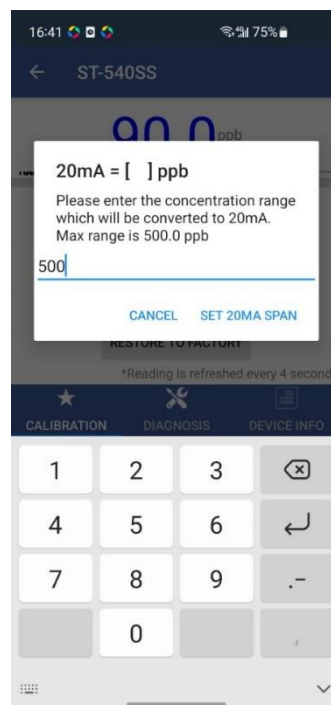 16:41 75%
← ST-540SS
90.0 ppb
20mA = [ ] ppb
Please enter the concentration range
which will be converted to 20mA.
Max range is 500.0 ppb
500
CANCEL SET 20MA SPAN
RESTORE TO FACTORY
*Reading is refreshed every 4 second
CALIBRATION DIAGNOSIS DEVICE INFO
1 2 3
4 5 6
7 8 9 .-
0 ,